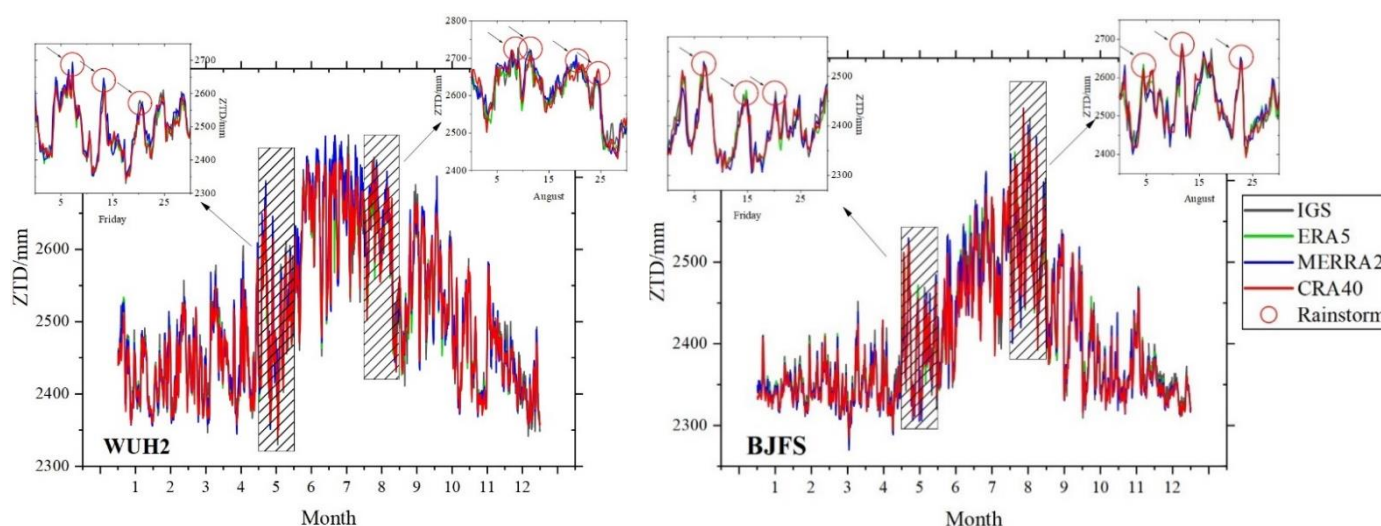 2800
2700
2600
2500
2400
ZTD/mm
5
15
25
August
2700
2600
2500
2400
2300
ZTD/mm
5
15
25
Friday
2600
2500
2400
2300
ZTD/mm
WUH2
1 2 3 4 5 6 7 8 9 10 11 12
Month
2500
2400
2300
2200
ZTD/mm
5
15
25
Friday
2700
2600
2500
2400
ZTD/mm
5
15
25
August
2500
2400
2300
ZTD/mm
BJFS
1 2 3 4 5 6 7 8 9 10 11 12
Month
IGS
ERA5
MERRA2
CRA40
Rainstorm